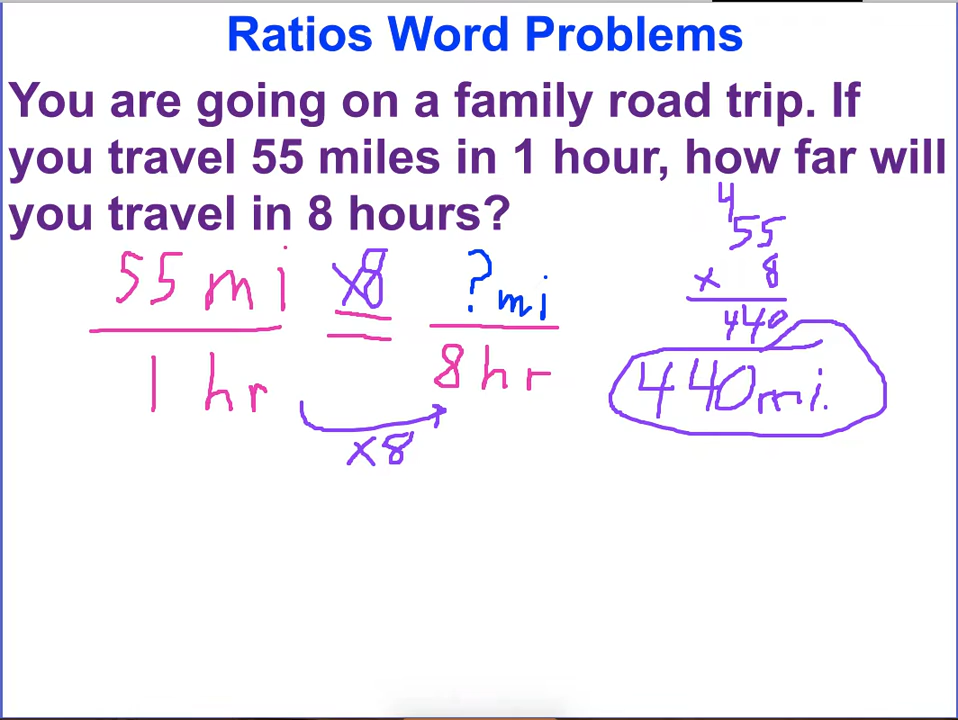 Ratios Word Problems
You are going on a family road trip. If
you travel 55 miles in 1 hour, how far will
you travel in 8 hours?
55 mi
1 hr
x8
=
? mi
8 hr
x8
4
55
x 8
440
440 mi.